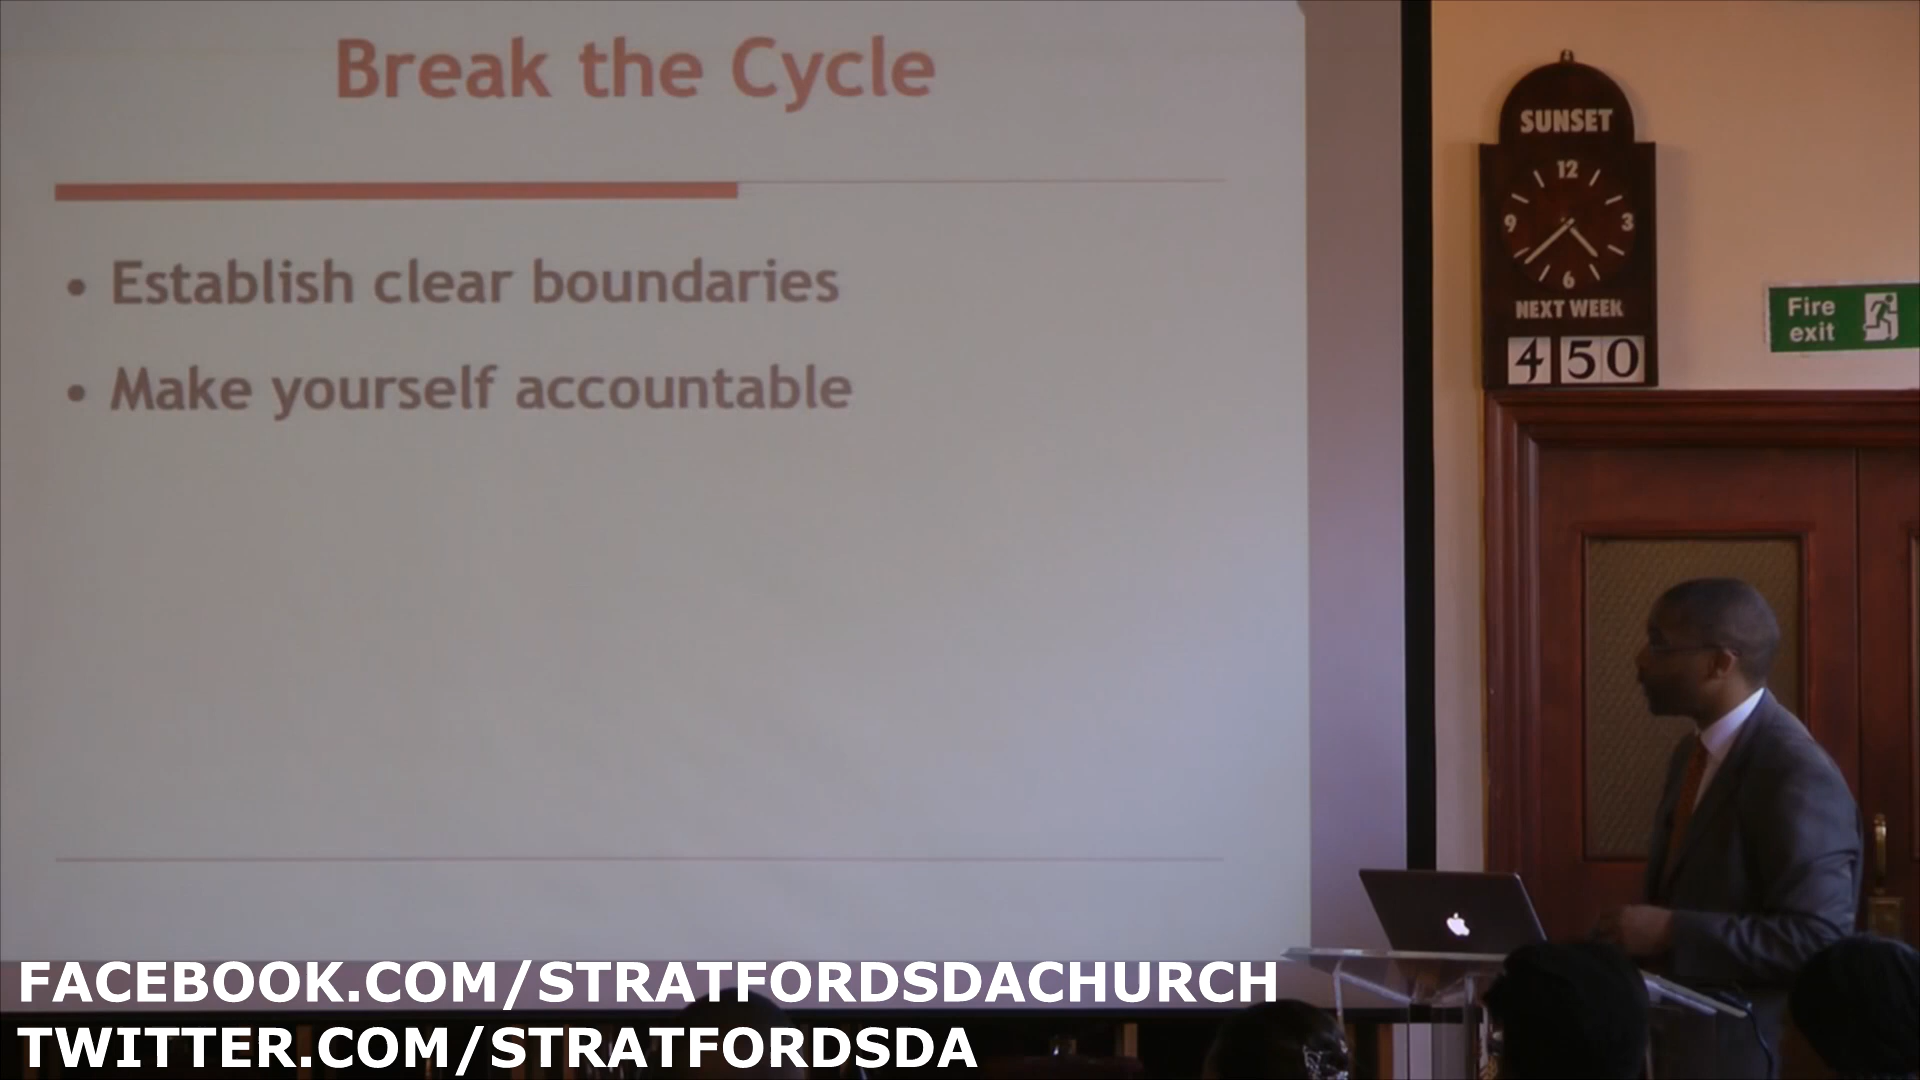 Break the Cycle
• Establish clear boundaries
• Make yourself accountable
SUNSET
12
9 3
6
NEXT WEEK
4 50
Fire
exit
FACEBOOK.COM/STRATFORDSDACHURCH
TWITTER.COM/STRATFORDSDA